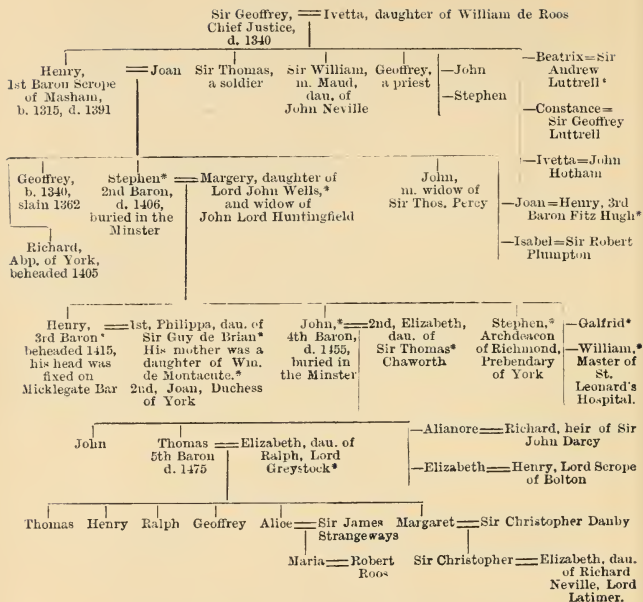 Sir Geoffrey, Ivetta, daughter of William de Roos
Chief Justice,
d. 1340
Henry,
1st Baron Scrope
of Masham,
b. 1315, d. 1391
Joan
Sir Thomas,
a soldier
Sir William,
m. Maud,
dau. of
John Neville
Geoffrey,
a priest
John
Stephen
Beatrix=Sir
Andrew
Luttrell*
Constance=
Sir Geoffrey
Luttrell
Ivetta=John
Hotham
Geoffrey,
b. 1340,
slain 1362
Stephen*
2nd Baron,
d. 1406,
buried in the
Minster
Margery, daughter of
Lord John Wells,*
and widow of
John Lord Huntingfield
John,
m. widow of
Sir Thos. Percy
Joan=Henry, 3rd
Baron Fitz Hugh*
Isabel=Sir Robert
Plumpton
Richard,
Abp. of York,
beheaded 1405
Henry,
3rd Baron*
beheaded 1415,
his head was
fixed on
Micklegate Bar
1st, Philippa, dau. of
Sir Guy de Brian*
His mother was a
daughter of Wm.
de Montacute.*
2nd, Joan, Duchess
of York
John,*
4th Baron,
d. 1455,
buried in
the Minster
2nd, Elizabeth,
dau. of
Sir Thomas*
Chaworth
Stephen,*
Archdeacon
of Richmond,
Prebendary
of York
Galfrid*
William,*
Master of
St.
Leonard's
Hospital.
John
Thomas
5th Baron
d. 1475
Elizabeth, dau. of
Ralph, Lord
Greystock*
Alianore=Richard, heir of Sir
John Darcy
Elizabeth=Henry, Lord Scrope
of Bolton
Thomas Henry Ralph Geoffrey Alice=Sir James
Strangeways
Margaret=Sir Christopher Danby
Maria=Robert
Roos
Sir Christopher=Elizabeth, dau.
of Richard
Neville, Lord
Latimer.